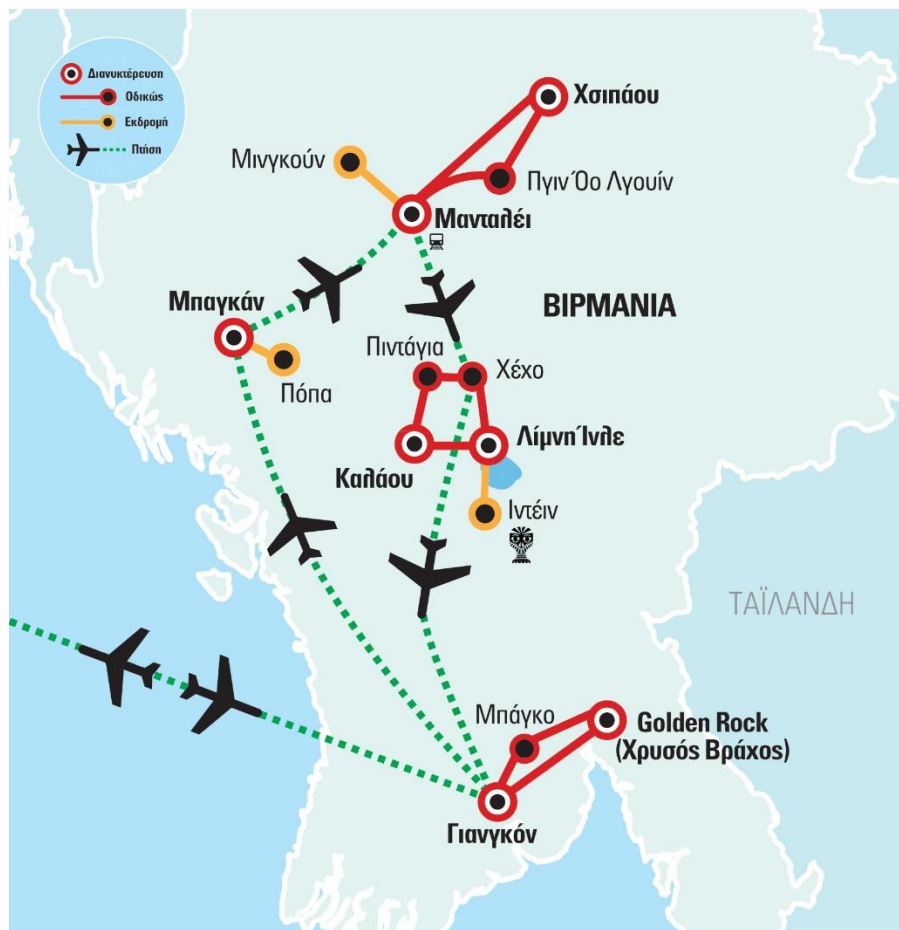 Διανυκτέρευση
Οδικώς
Εκδρομή
Πτήση
Χσιπάου
Μινγκούν
Πγιν Όο Λγουίν
Μανταλέι
Μπαγκάν
ΒΙΡΜΑΝΙΑ
Πιντάγια
Χέχο
Πόπα
Λίμνη Ίνλε
Καλάου
Ιντέιν
ΤΑΪΛΑΝΔΗ
Μπάγκο
Golden Rock
(Χρυσός Βράχος)
Γιανγκόν